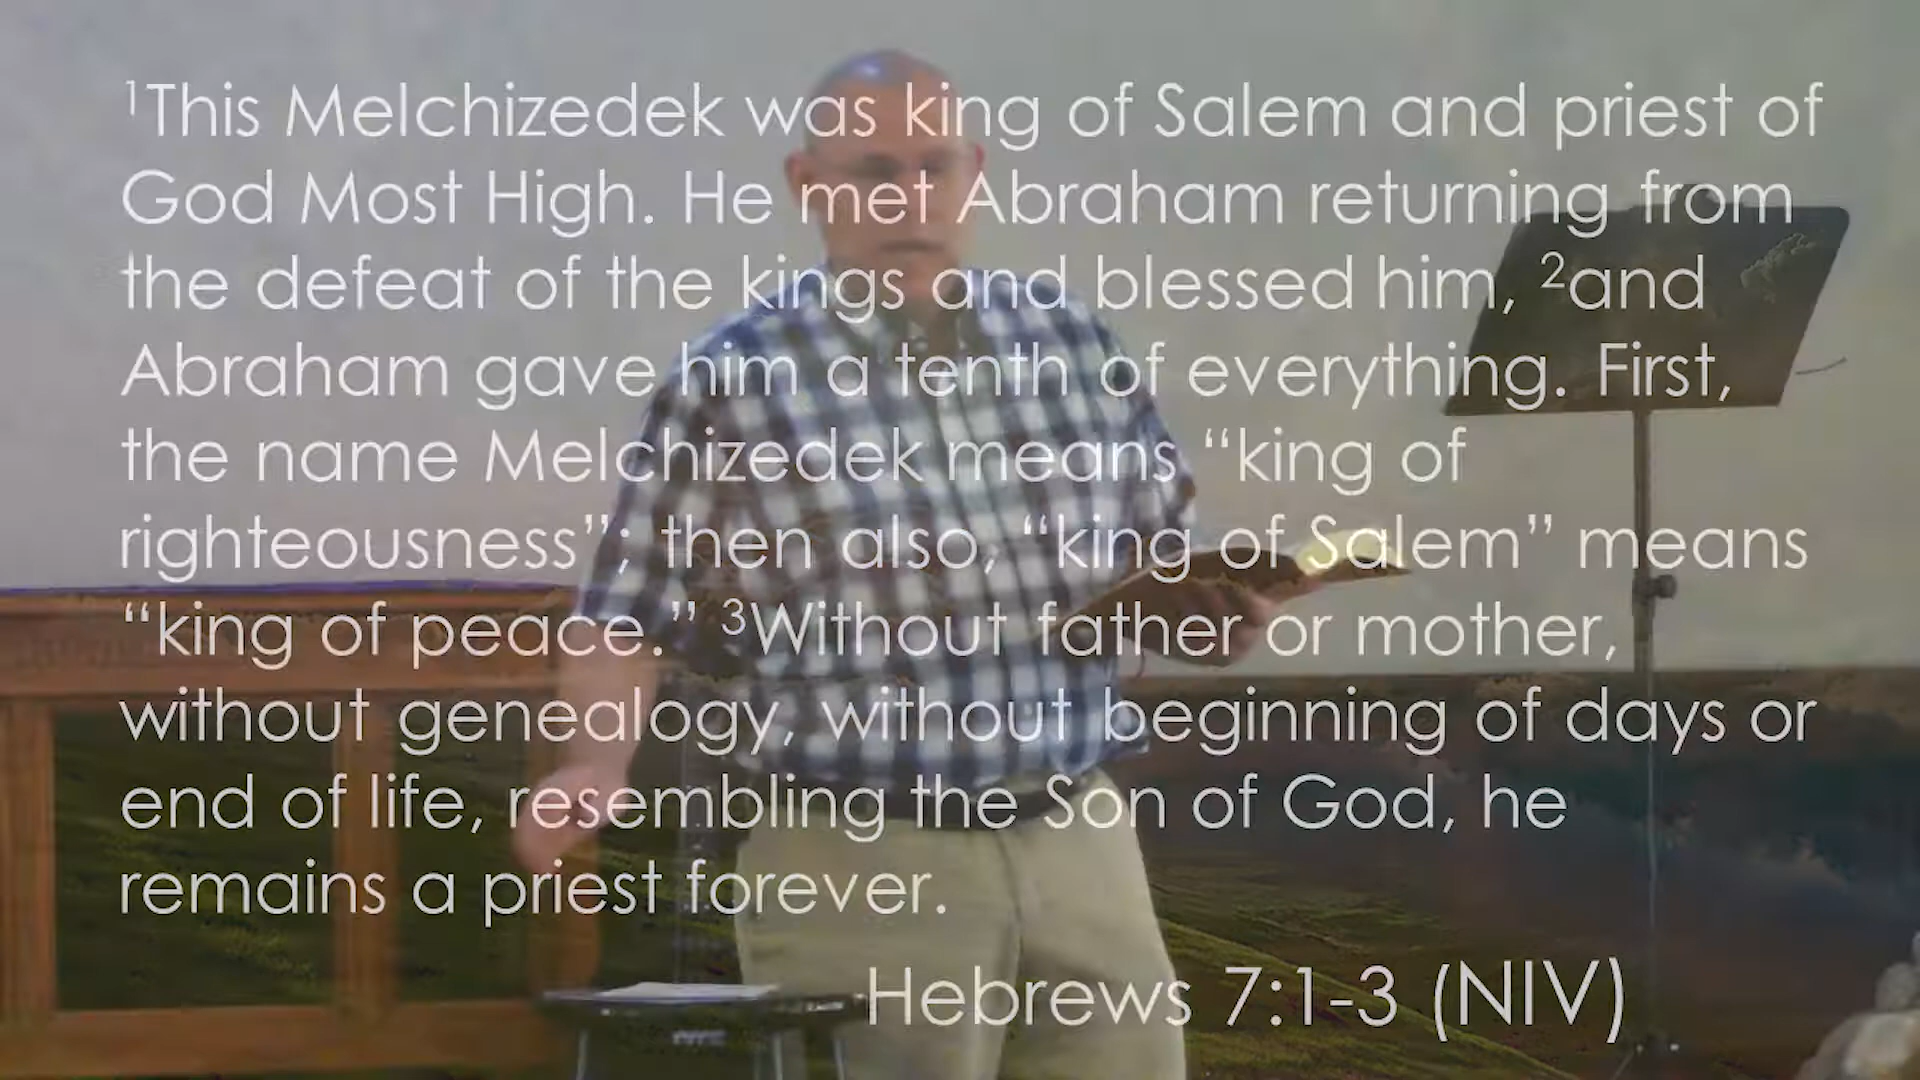 ¹This Melchizedek was king of Salem and priest of
God Most High. He met Abraham returning from
the defeat of the kings and blessed him, ²and
Abraham gave him a tenth of everything. First,
the name Melchizedek means “king of
righteousness”; then also, “king of Salem” means
“king of peace.” ³Without father or mother,
without genealogy, without beginning of days or
end of life, resembling the Son of God, he
remains a priest forever.
Hebrews 7:1-3 (NIV)